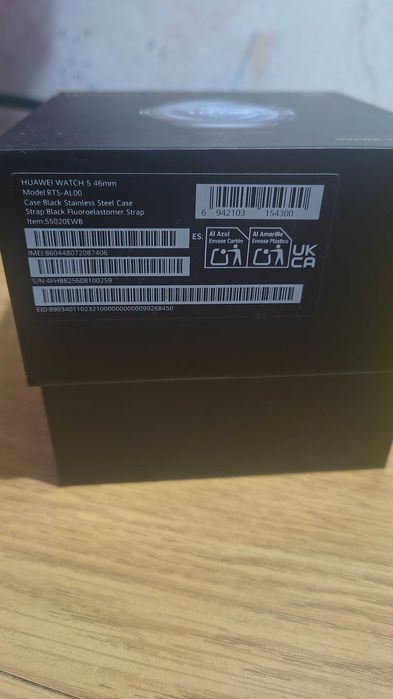 HUAWEI WATCH 5 46mm
Model:RTS-AL00
Case:Black Stainless Steel Case
Strap:Black Fluoroelastomer Strap
Item:55020EWB
6 942103 154300
IMEI:860448072087406
S/N:4FHBB25608100259
EID:89034011023210000000000099268450
ES:
Al Azul
Envase Cartón
Al Amarillo
Envase Plástico
UK
CA